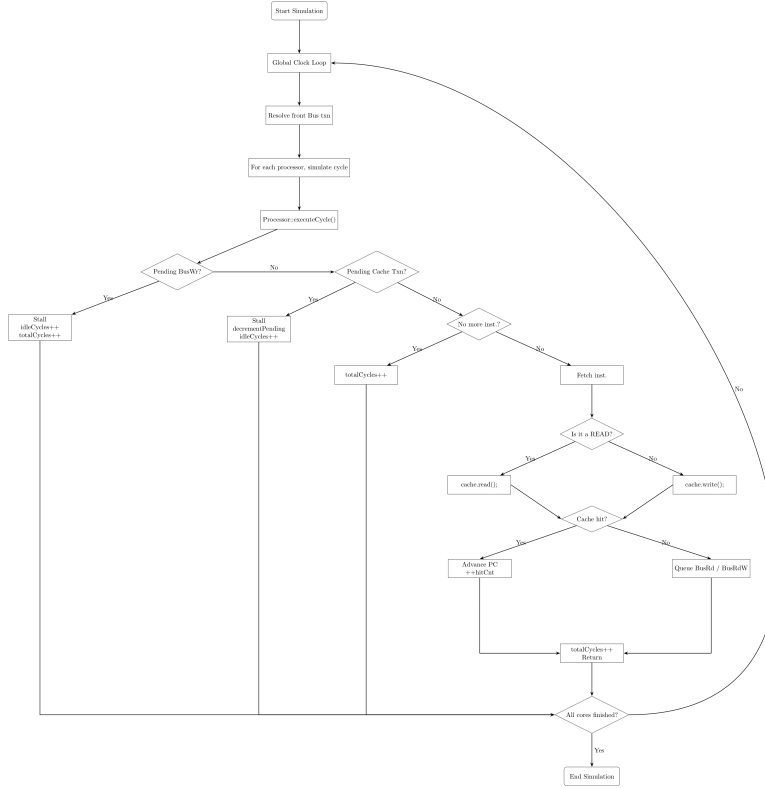 Start Simulation
Global Clock Loop
Resolve front Bus txn
For each processor, simulate cycle
Processor::executeCycle()
Pending BusWr?
No
Pending Cache Txn?
Yes
Stall
idleCycles++
totalCycles++
Yes
Stall
decrementPending
idleCycles++
No
No more inst.?
Yes
totalCycles++
No
Fetch inst.
No
Is it a READ?
Yes
cache.read();
No
cache.write();
Cache hit?
Yes
Advance PC
++hitCnt
No
Queue BusRd / BusRdW
totalCycles++
Return
All cores finished?
Yes
End Simulation